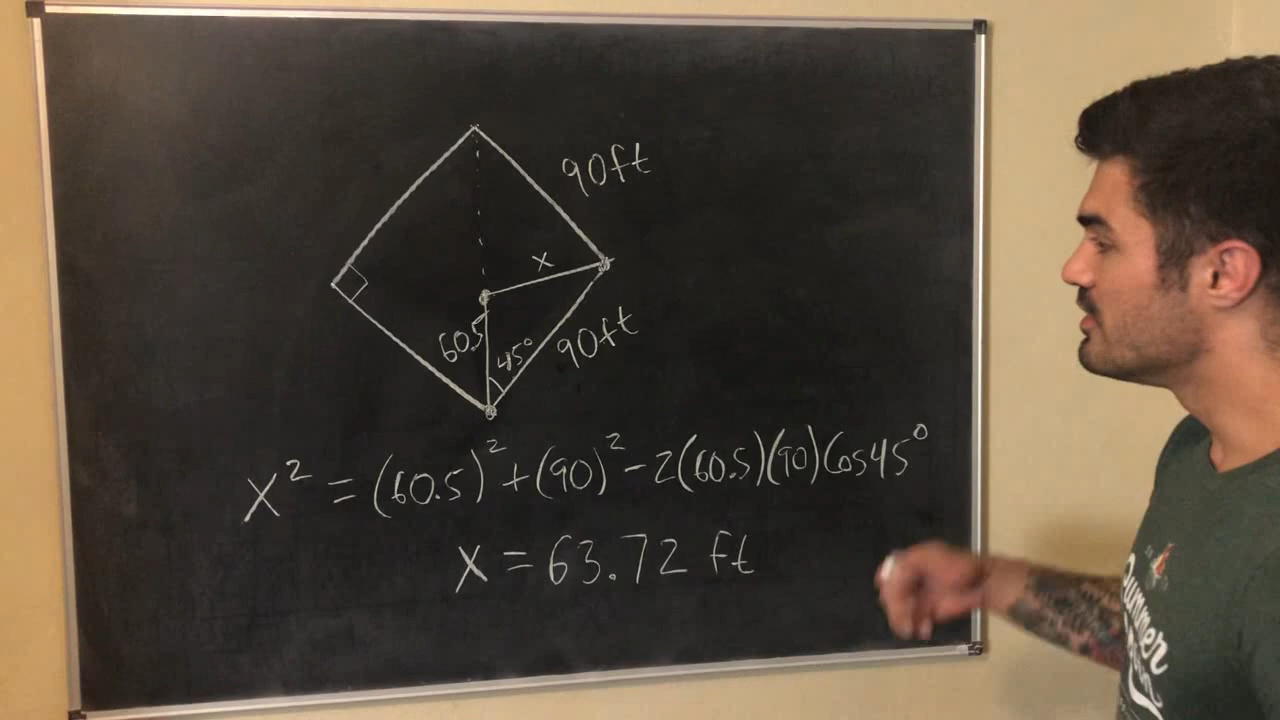 90ft
x
60.5
45°
90ft
x² = (60.5)² + (90)² - 2(60.5)(90)Cos45°
x = 63.72 ft
Summer